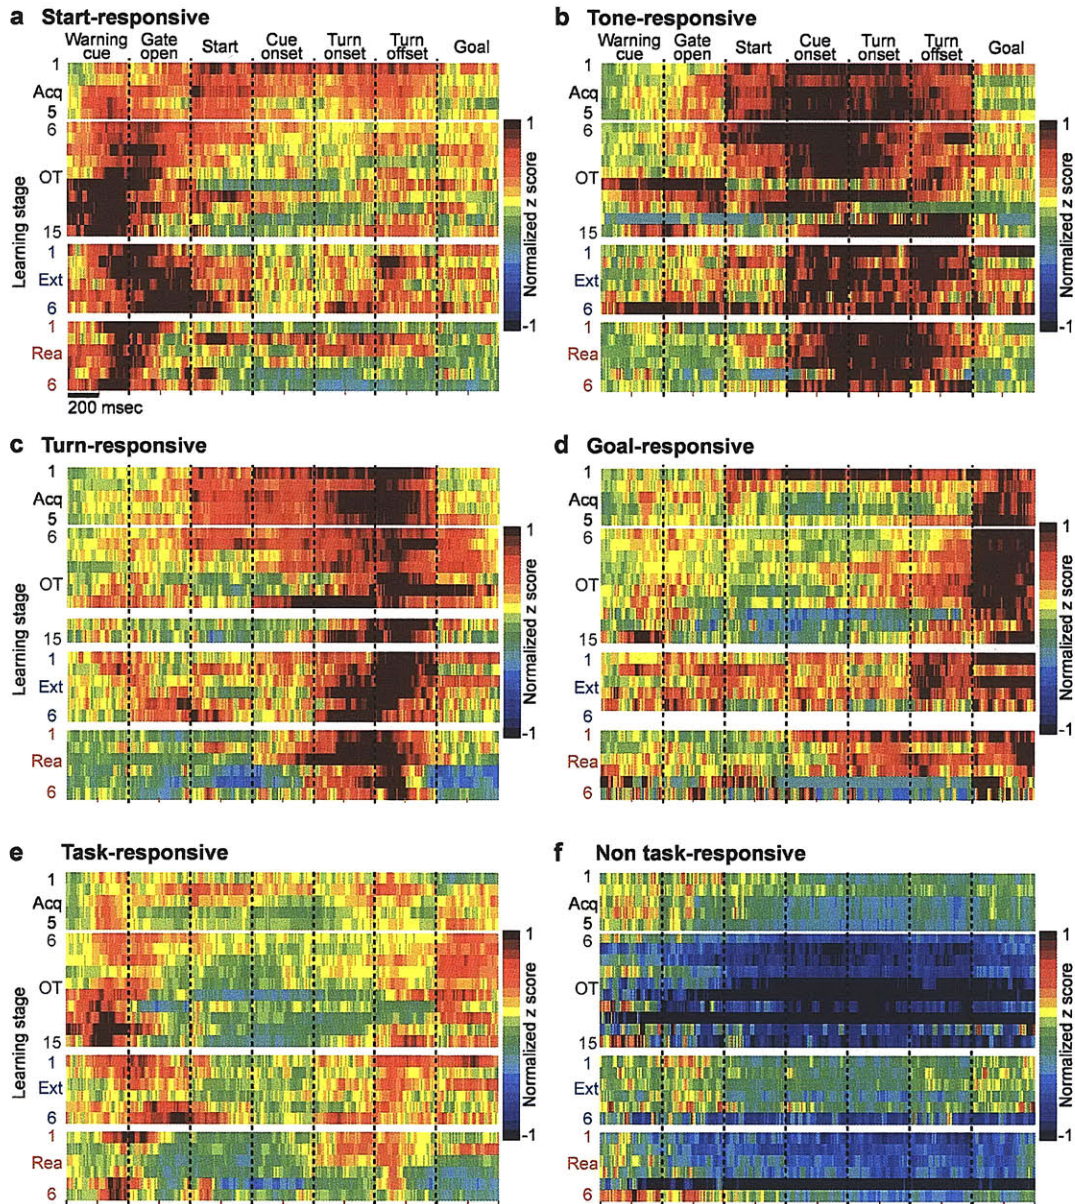 a Start-responsive
Warning cue Gate open Start Cue onset Turn onset Turn offset Goal
1
Acq
5
6
OT
15
1
Ext
6
1
Rea
6
Learning stage
200 msec
1
Normalized z score
-1
b Tone-responsive
Warning cue Gate open Start Cue onset Turn onset Turn offset Goal
1
Acq
5
6
OT
15
1
Ext
6
1
Rea
6
1
Normalized z score
-1
c Turn-responsive
1
Acq
5
6
OT
15
1
Ext
6
1
Rea
6
Learning stage
1
Normalized z score
-1
d Goal-responsive
1
Acq
5
6
OT
15
1
Ext
6
1
Rea
6
1
Normalized z score
-1
e Task-responsive
1
Acq
5
6
OT
15
1
Ext
6
1
Rea
6
Learning stage
1
Normalized z score
-1
f Non task-responsive
1
Acq
5
6
OT
15
1
Ext
6
1
Rea
6
1
Normalized z score
-1